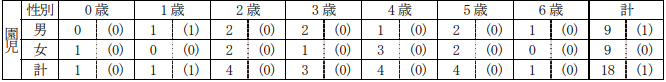 園児 性別 0歳 1歳 2歳 3歳 4歳 5歳 6歳 計
男 0 (0) 1 (1) 2 (0) 2 (0) 1 (0) 2 (0) 1 (0) 9 (1)
女 1 (0) 0 (0) 2 (0) 1 (0) 3 (0) 2 (0) 0 (0) 9 (0)
計 1 (0) 1 (1) 4 (0) 3 (0) 4 (0) 4 (0) 1 (0) 18 (1)